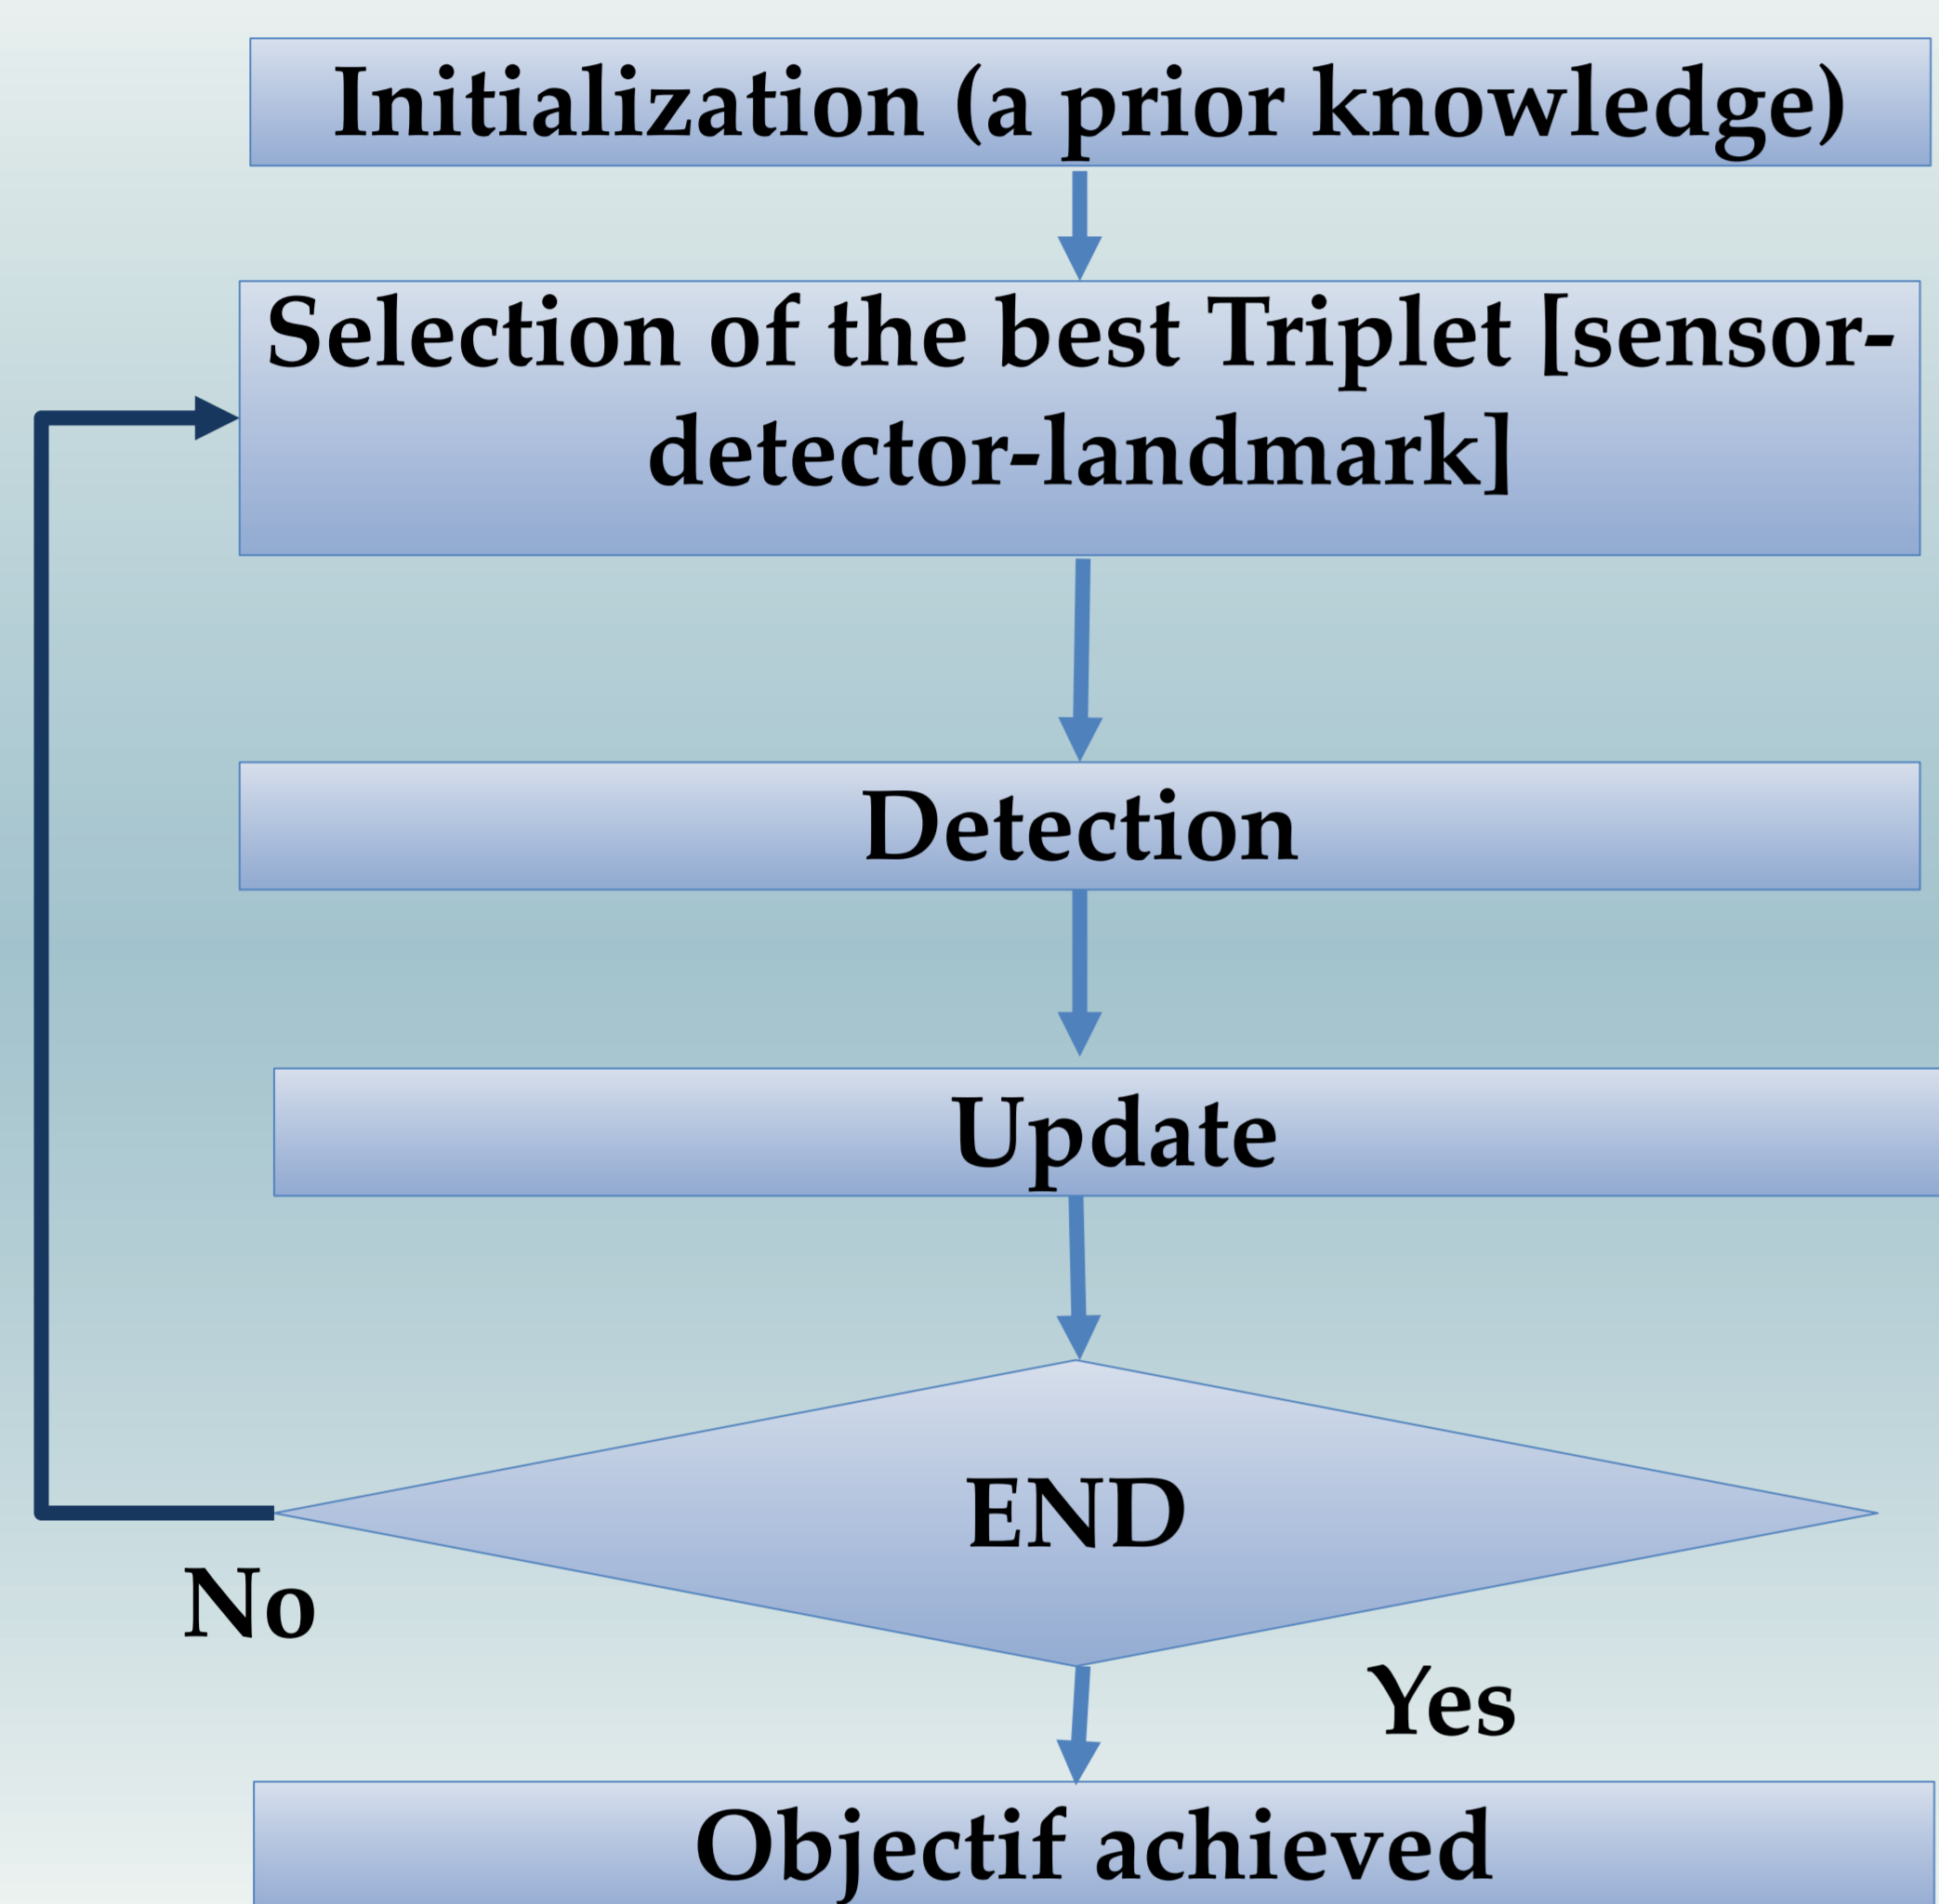 Initialization (a prior knowledge)
Selection of the best Triplet [sensor-
detector-landmark]
Detection
Update
END
No
Yes
Objectif achieved